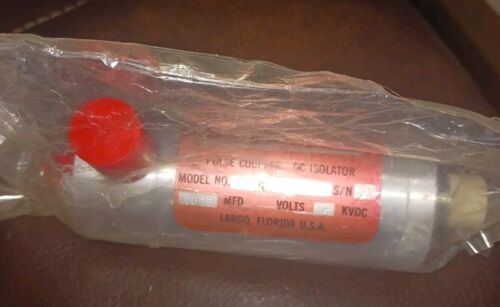 PULSE COUPLER DC ISOLATOR
MODEL NO. S/N
MFD VOLTS KVDC
LARGO, FLORIDA U.S.A.